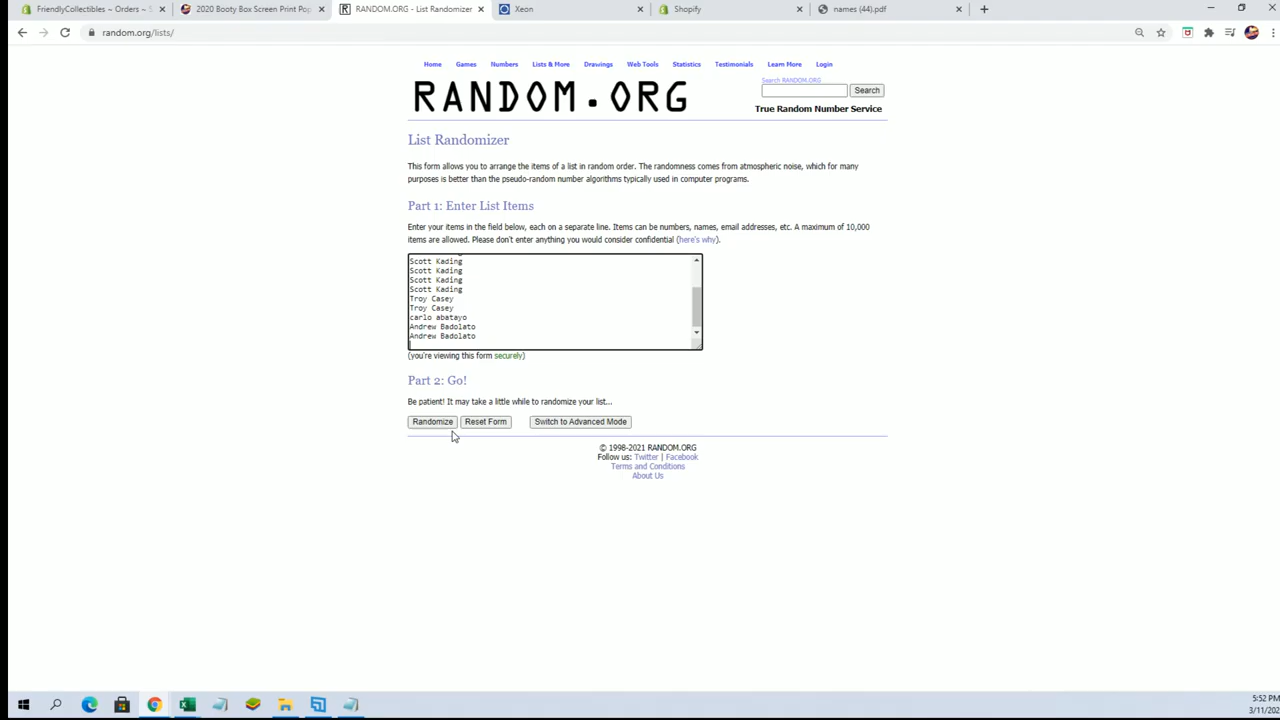 FriendlyCollectibles ~ Orders ~ S
2020 Booty Box Screen Print Pop
RANDOM.ORG - List Randomizer
Xeon
Shopify
names (44).pdf
random.org/lists/
Home Games Numbers Lists & More Drawings Web Tools Statistics Testimonials Learn More Login
RANDOM.ORG
Search RANDOM.ORG
Search
True Random Number Service
List Randomizer
This form allows you to arrange the items of a list in random order. The randomness comes from atmospheric noise, which for many
purposes is better than the pseudo-random number algorithms typically used in computer programs.
Part 1: Enter List Items
Enter your items in the field below, each on a separate line. Items can be numbers, names, email addresses, etc. A maximum of 10,000
items are allowed. Please don't enter anything you would consider confidential (here's why).
Scott Kading
Scott Kading
Scott Kading
Scott Kading
Troy Casey
Troy Casey
carlo abatayo
Andrew Badolato
Andrew Badolato
(you're viewing this form securely)
Part 2: Go!
Be patient! It may take a little while to randomize your list...
Randomize Reset Form Switch to Advanced Mode
© 1998-2021 RANDOM.ORG
Follow us: Twitter | Facebook
Terms and Conditions
About Us
5:52 PM
3/11/202